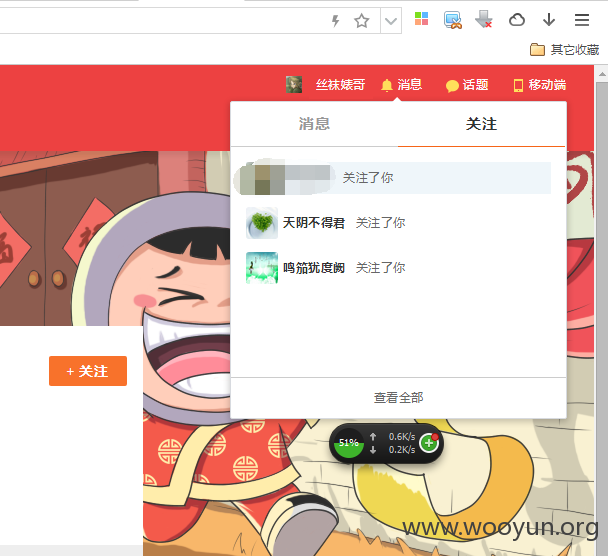 其它收藏
丝袜婊哥 消息 话题 移动端
消息 关注
关注了你
天阴不得君 关注了你
鸣笳犹度阙 关注了你
+ 关注
查看全部
51% 0.6K/s
0.2K/s
www.wooyun.org